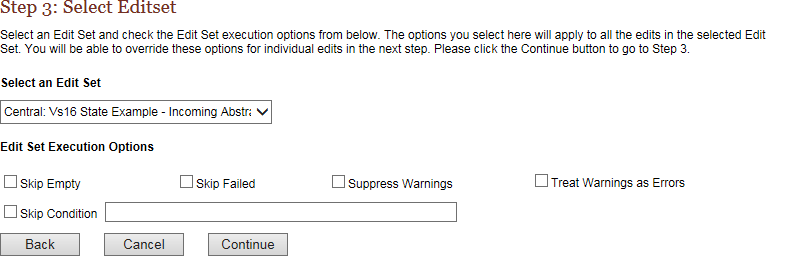 Step 3: Select Editset
Select an Edit Set and check the Edit Set execution options from below. The options you select here will apply to all the edits in the selected Edit
Set. You will be able to override these options for individual edits in the next step. Please click the Continue button to go to Step 3.
Select an Edit Set
Central: Vs16 State Example - Incoming Abstra
Edit Set Execution Options
Skip Empty Skip Failed Suppress Warnings Treat Warnings as Errors
Skip Condition
Back Cancel Continue